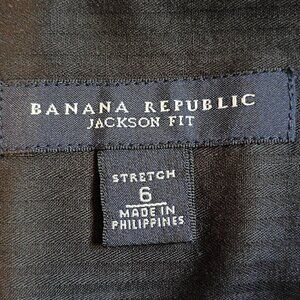 BANANA REPUBLIC
JACKSON FIT
STRETCH
6
MADE IN
PHILIPPINES